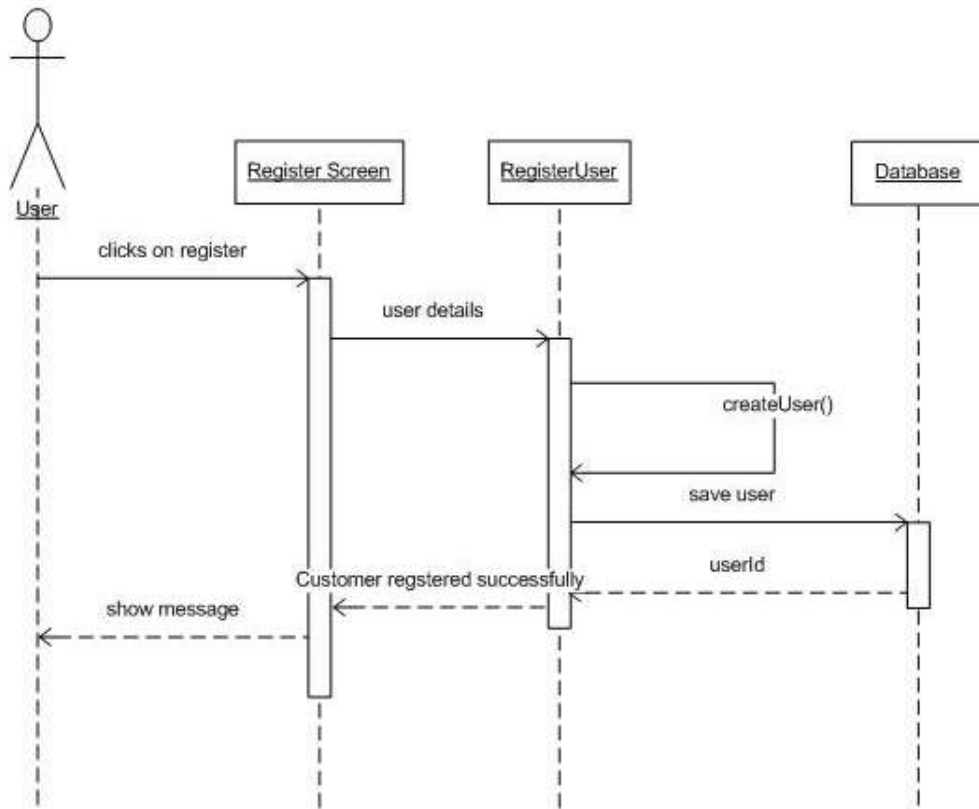 Register Screen
RegisterUser
Database
User
clicks on register
user details
createUser()
save user
userId
Customer regstered successfully
show message